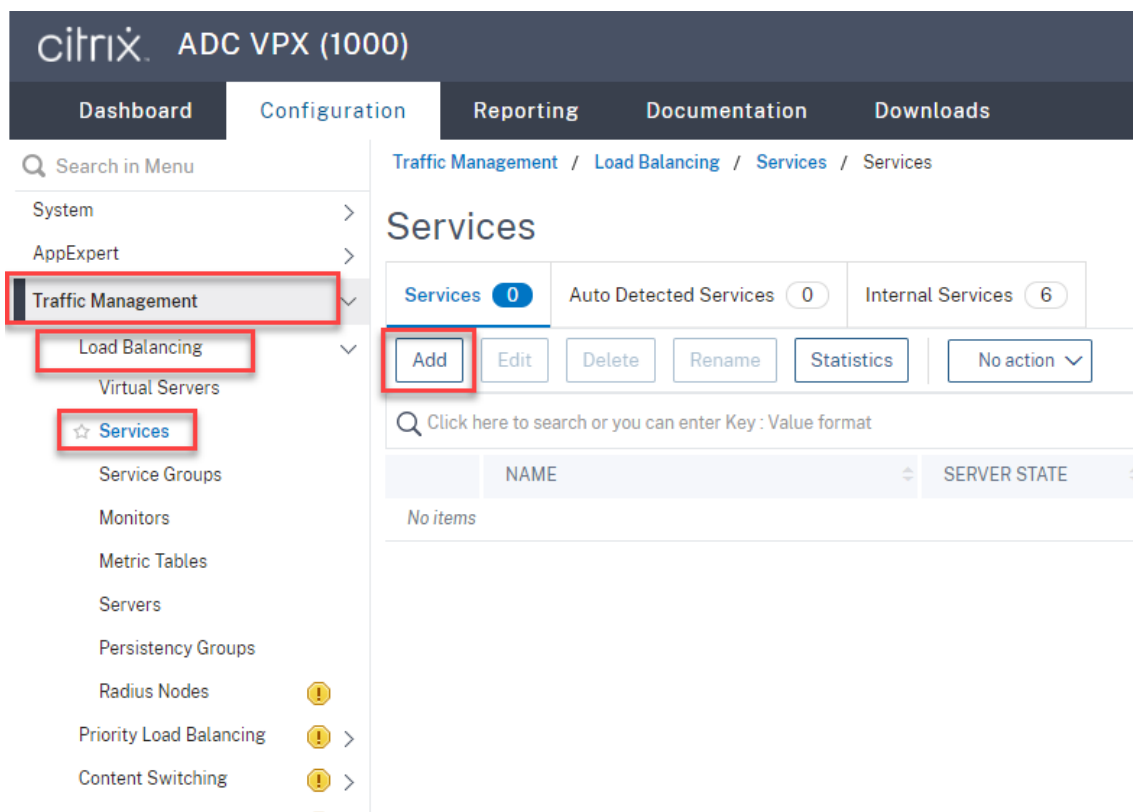 citrix. ADC VPX (1000)
Dashboard Configuration Reporting Documentation Downloads
Search in Menu
System
AppExpert
Traffic Management
Load Balancing
Virtual Servers
Services
Service Groups
Monitors
Metric Tables
Servers
Persistency Groups
Radius Nodes
Priority Load Balancing
Content Switching
Traffic Management / Load Balancing / Services / Services
Services
Services 0 Auto Detected Services 0 Internal Services 6
Add Edit Delete Rename Statistics No action
Click here to search or you can enter Key : Value format
NAME SERVER STATE
No items